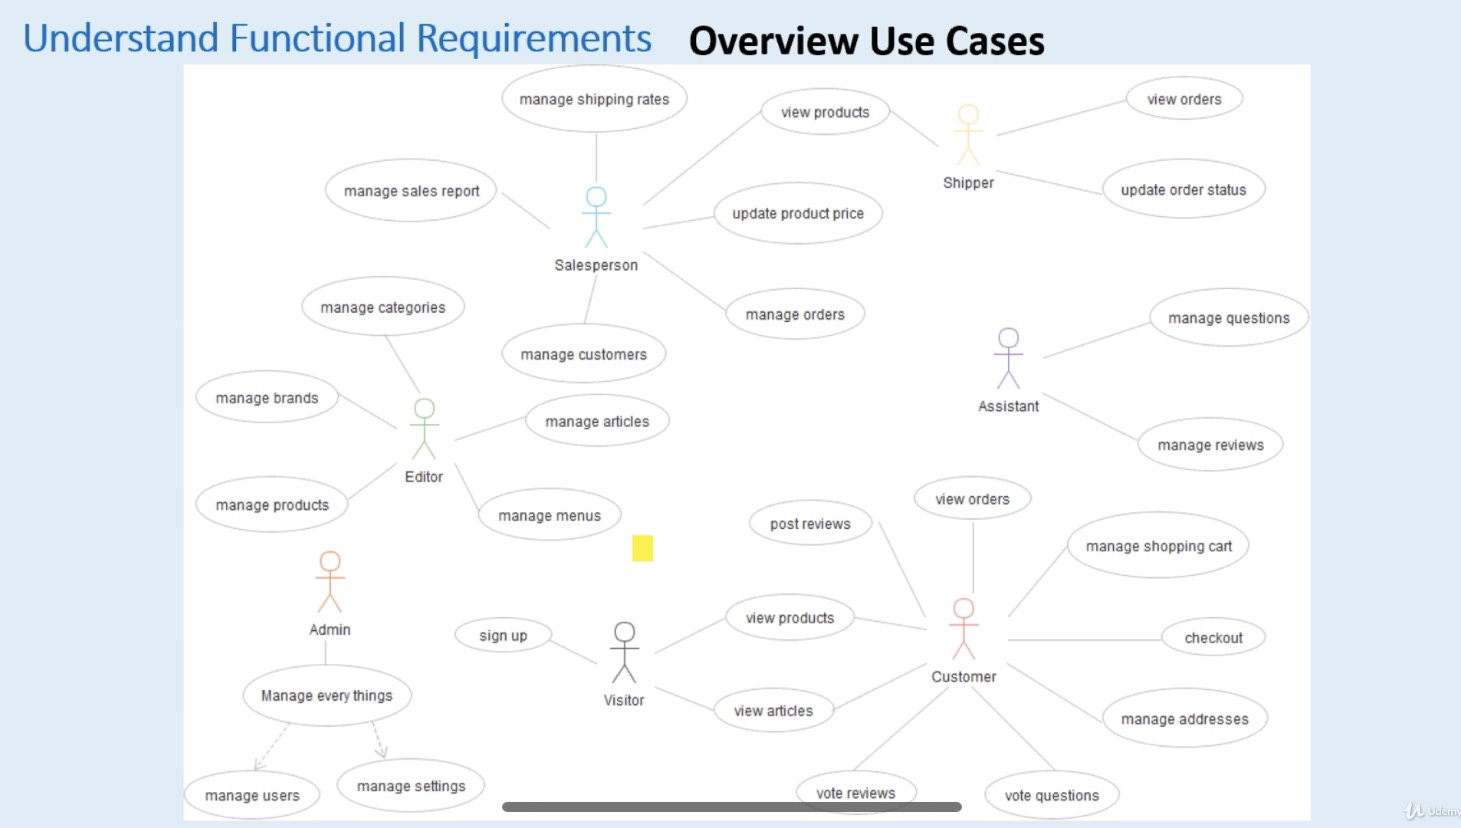 Understand Functional Requirements
Overview Use Cases
manage shipping rates
view products
view orders
Shipper
manage sales report
update product price
update order status
Salesperson
manage categories
manage orders
manage questions
manage customers
manage brands
manage articles
Assistant
Editor
manage reviews
manage products
manage menus
view orders
post reviews
manage shopping cart
Admin
sign up
view products
checkout
Customer
Manage every things
Visitor
view articles
manage addresses
manage users
manage settings
vote reviews
vote questions
Udemy